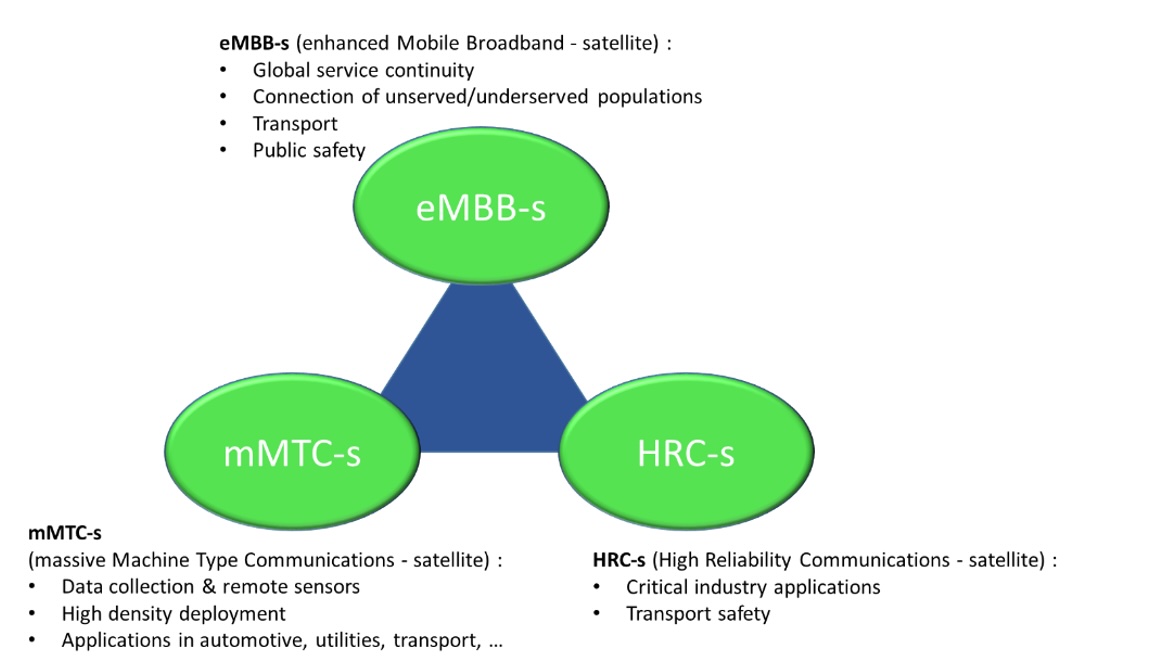 eMBB-s (enhanced Mobile Broadband - satellite) :
• Global service continuity
• Connection of unserved/underserved populations
• Transport
• Public safety
eMBB-s
mMTC-s
HRC-s
mMTC-s
(massive Machine Type Communications - satellite) :
• Data collection & remote sensors
• High density deployment
• Applications in automotive, utilities, transport, …
HRC-s (High Reliability Communications - satellite) :
• Critical industry applications
• Transport safety